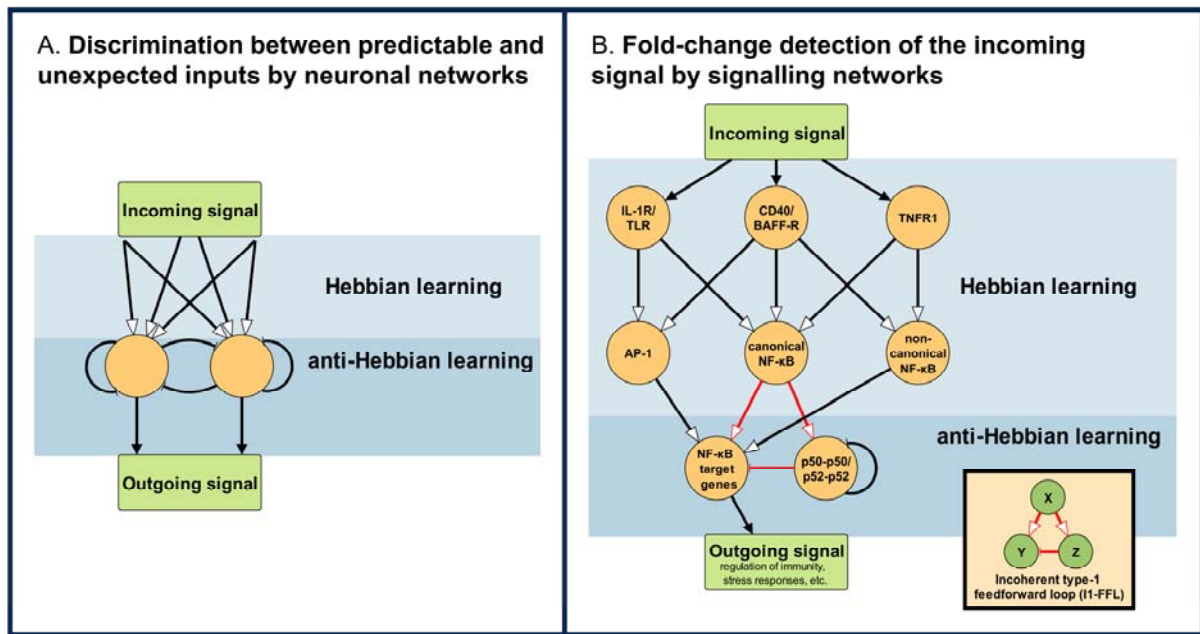 A. Discrimination between predictable and
unexpected inputs by neuronal networks
Incoming signal
Hebbian learning
anti-Hebbian learning
Outgoing signal
B. Fold-change detection of the incoming
signal by signalling networks
Incoming signal
IL-1R/
TLR
CD40/
BAFF-R
TNFR1
Hebbian learning
AP-1
canonical
NF-κB
non-
canonical
NF-κB
anti-Hebbian learning
NF-κB
target
genes
p50-p50/
p52-p52
Outgoing signal
regulation of immunity,
stress responses, etc.
X
Y
Z
Incoherent type-1
feedforward loop (I1-FFL)